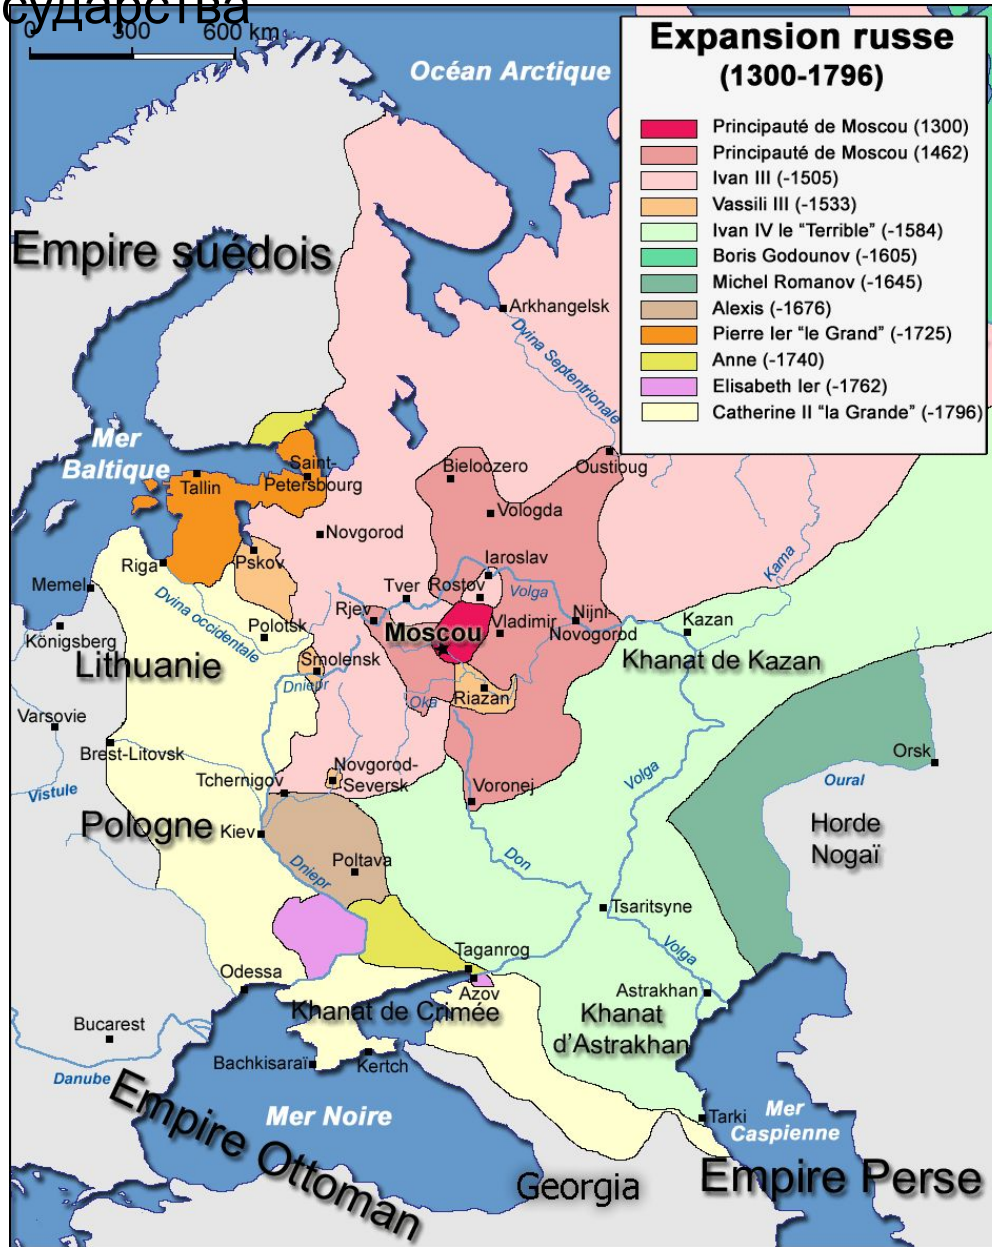 сударства
0 300 600 km
Expansion russe
(1300-1796)
Principauté de Moscou (1300)
Principauté de Moscou (1462)
Ivan III (-1505)
Vassili III (-1533)
Ivan IV le “Terrible” (-1584)
Boris Godounov (-1605)
Michel Romanov (-1645)
Alexis (-1676)
Pierre Ier “le Grand” (-1725)
Anne (-1740)
Elisabeth Ier (-1762)
Catherine II “la Grande” (-1796)
Océan Arctique
Empire suédois
Arkhangelsk
Dvina Septentrionale
Mer
Baltique
Saint-
Petersbourg
Tallin
Bieloozero
Oustioug
Vologda
Novgorod
Riga
Pskov
Iaroslav
Kama
Memel
Tver
Rostov
Volga
Dvina occidentale
Rjev
Nijni-
Novogorod
Vladimir
Kazan
Polotsk
Moscou
Königsberg
Lithuanie
Smolensk
Khanat de Kazan
Dniepr
Riazan
Oka
Varsovie
Brest-Litovsk
Orsk
Novgorod-
Seversk
Tchernigov
Voronej
Volga
Oural
Vistule
Pologne
Kiev
Horde
Nogaï
Poltava
Don
Dniepr
Tsaritsyne
Taganrog
Volga
Odessa
Azov
Astrakhan
Khanat de Crimée
Khanat
d’Astrakhan
Bucarest
Bachkisaraï
Kertch
Danube
Empire Ottoman
Mer Noire
Tarki
Mer
Caspienne
Georgia
Empire Perse